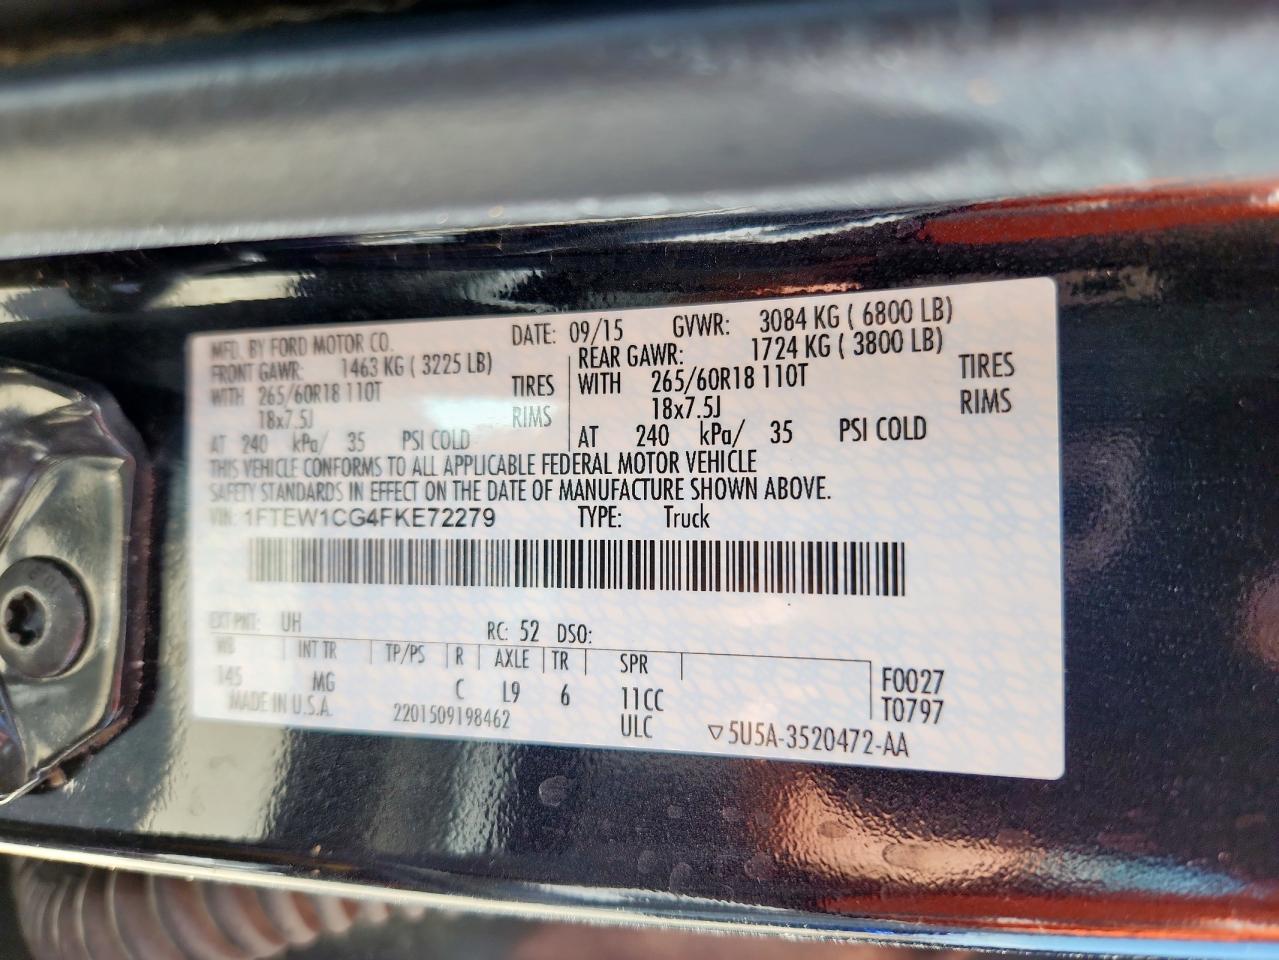 MFD. BY FORD MOTOR CO. DATE: 09/15 GVWR: 3084 KG ( 6800 LB)
FRONT GAWR: 1463 KG ( 3225 LB) REAR GAWR: 1724 KG ( 3800 LB)
WITH 265/60R18 110T TIRES WITH 265/60R18 110T TIRES
18x7.5J RIMS 18x7.5J RIMS
AT 240 kPa/ 35 PSI COLD AT 240 kPa/ 35 PSI COLD
THIS VEHICLE CONFORMS TO ALL APPLICABLE FEDERAL MOTOR VEHICLE
SAFETY STANDARDS IN EFFECT ON THE DATE OF MANUFACTURE SHOWN ABOVE.
VIN: 1FTEW1CG4FKE72279 TYPE: Truck
EXT PNT: UH RC: 52 DSO:
WB INT TR TP/PS R AXLE TR SPR
145 MG C L9 6 11CC F0027
ULC T0797
MADE IN U.S.A. 2201509198462 ▽5U5A-3520472-AA